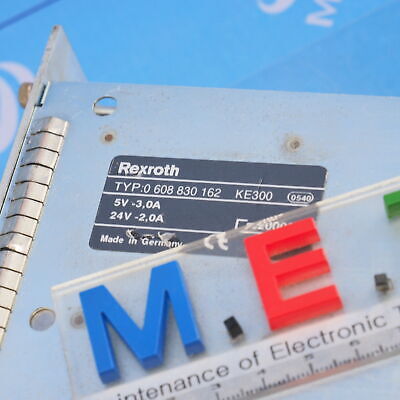 Rexroth
TYP:0 608 830 162 KE300 0540
5V -3,0A
24V -2,0A
Made in Germany CE
M.E.
intenance of Electronic T